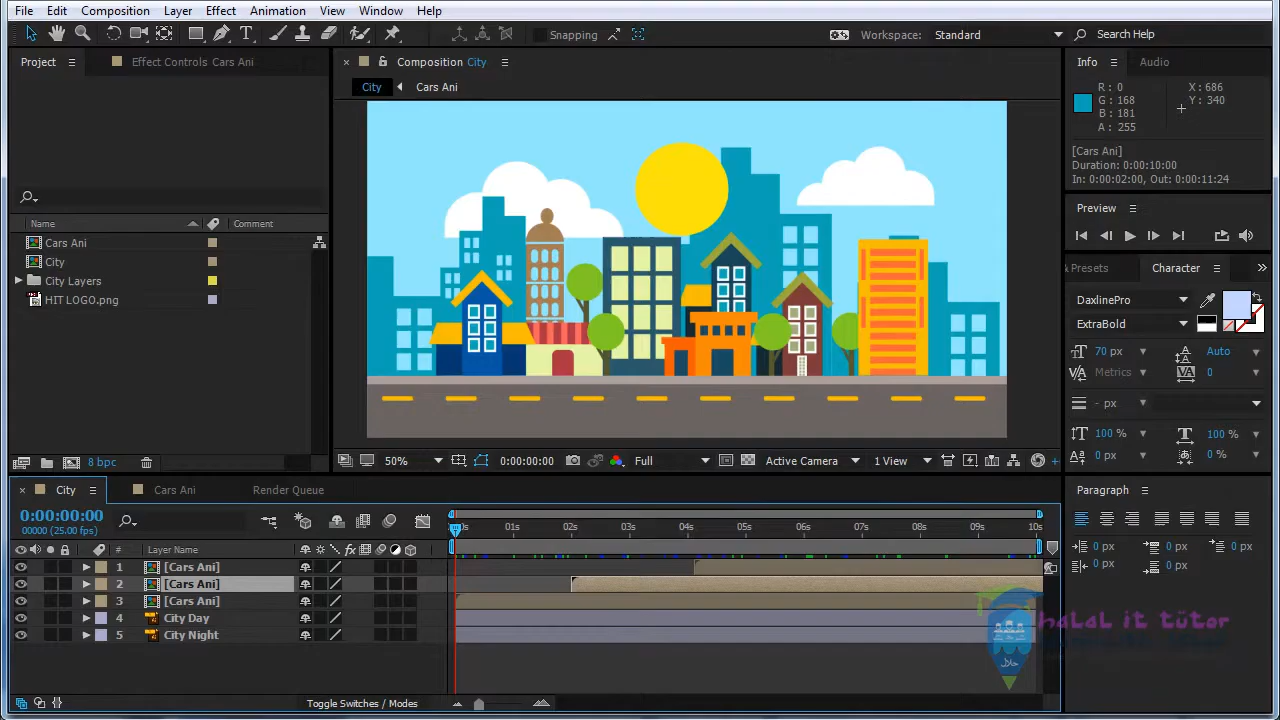 File Edit Composition Layer Effect Animation View Window Help
T Snapping Workspace: Standard Search Help
Project Effect Controls Cars Ani
× Composition City
City Cars Ani
Info Audio
R : 0 X : 686
G : 168 Y : 340
B : 181
A : 255
[Cars Ani]
Duration: 0:00:10:00
In: 0:00:02:00, Out: 0:00:11:24
Preview
Presets Character
Name Comment
Cars Ani
City
City Layers
HIT LOGO.png
DaxlinePro
ExtraBold
70 px Auto
Metrics 0
- px
100 % 100 %
0 px 0 %
8 bpc
50% 0:00:00:00 Full Active Camera 1 View
× City Cars Ani Render Queue
Paragraph
0:00:00:00
00000 (25.00 fps)
01s 02s 03s 04s 05s 06s 07s 08s 09s 10s
# Layer Name
1 [Cars Ani]
2 [Cars Ani]
3 [Cars Ani]
4 City Day
5 City Night
0 px 0 px 0 px
0 px 0 px
halal it tutor
حلال
Toggle Switches / Modes